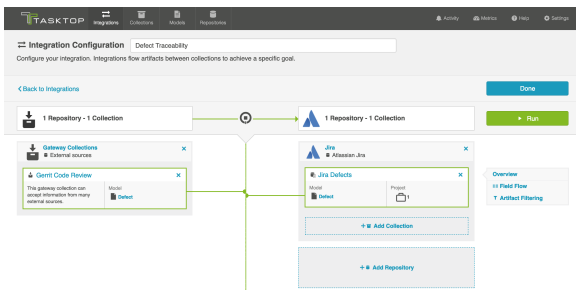 TASKTOP
Integrations
Collections
Models
Repositories
Activity
Metrics
Help
Settings
Integration Configuration
Defect Traceability
Configure your integration. Integrations flow artifacts between collections to achieve a specific goal.
Back to Integrations
Done
1 Repository - 1 Collection
1 Repository - 1 Collection
Run
Gateway Collections
External sources
Jira
Atlassian Jira
Gerrit Code Review
This gateway collection can
accept information from many
external sources.
Model
Defect
Jira Defects
Model
Defect
Project
1
+ Add Collection
+ Add Repository
Overview
Field Flow
Artifact Filtering